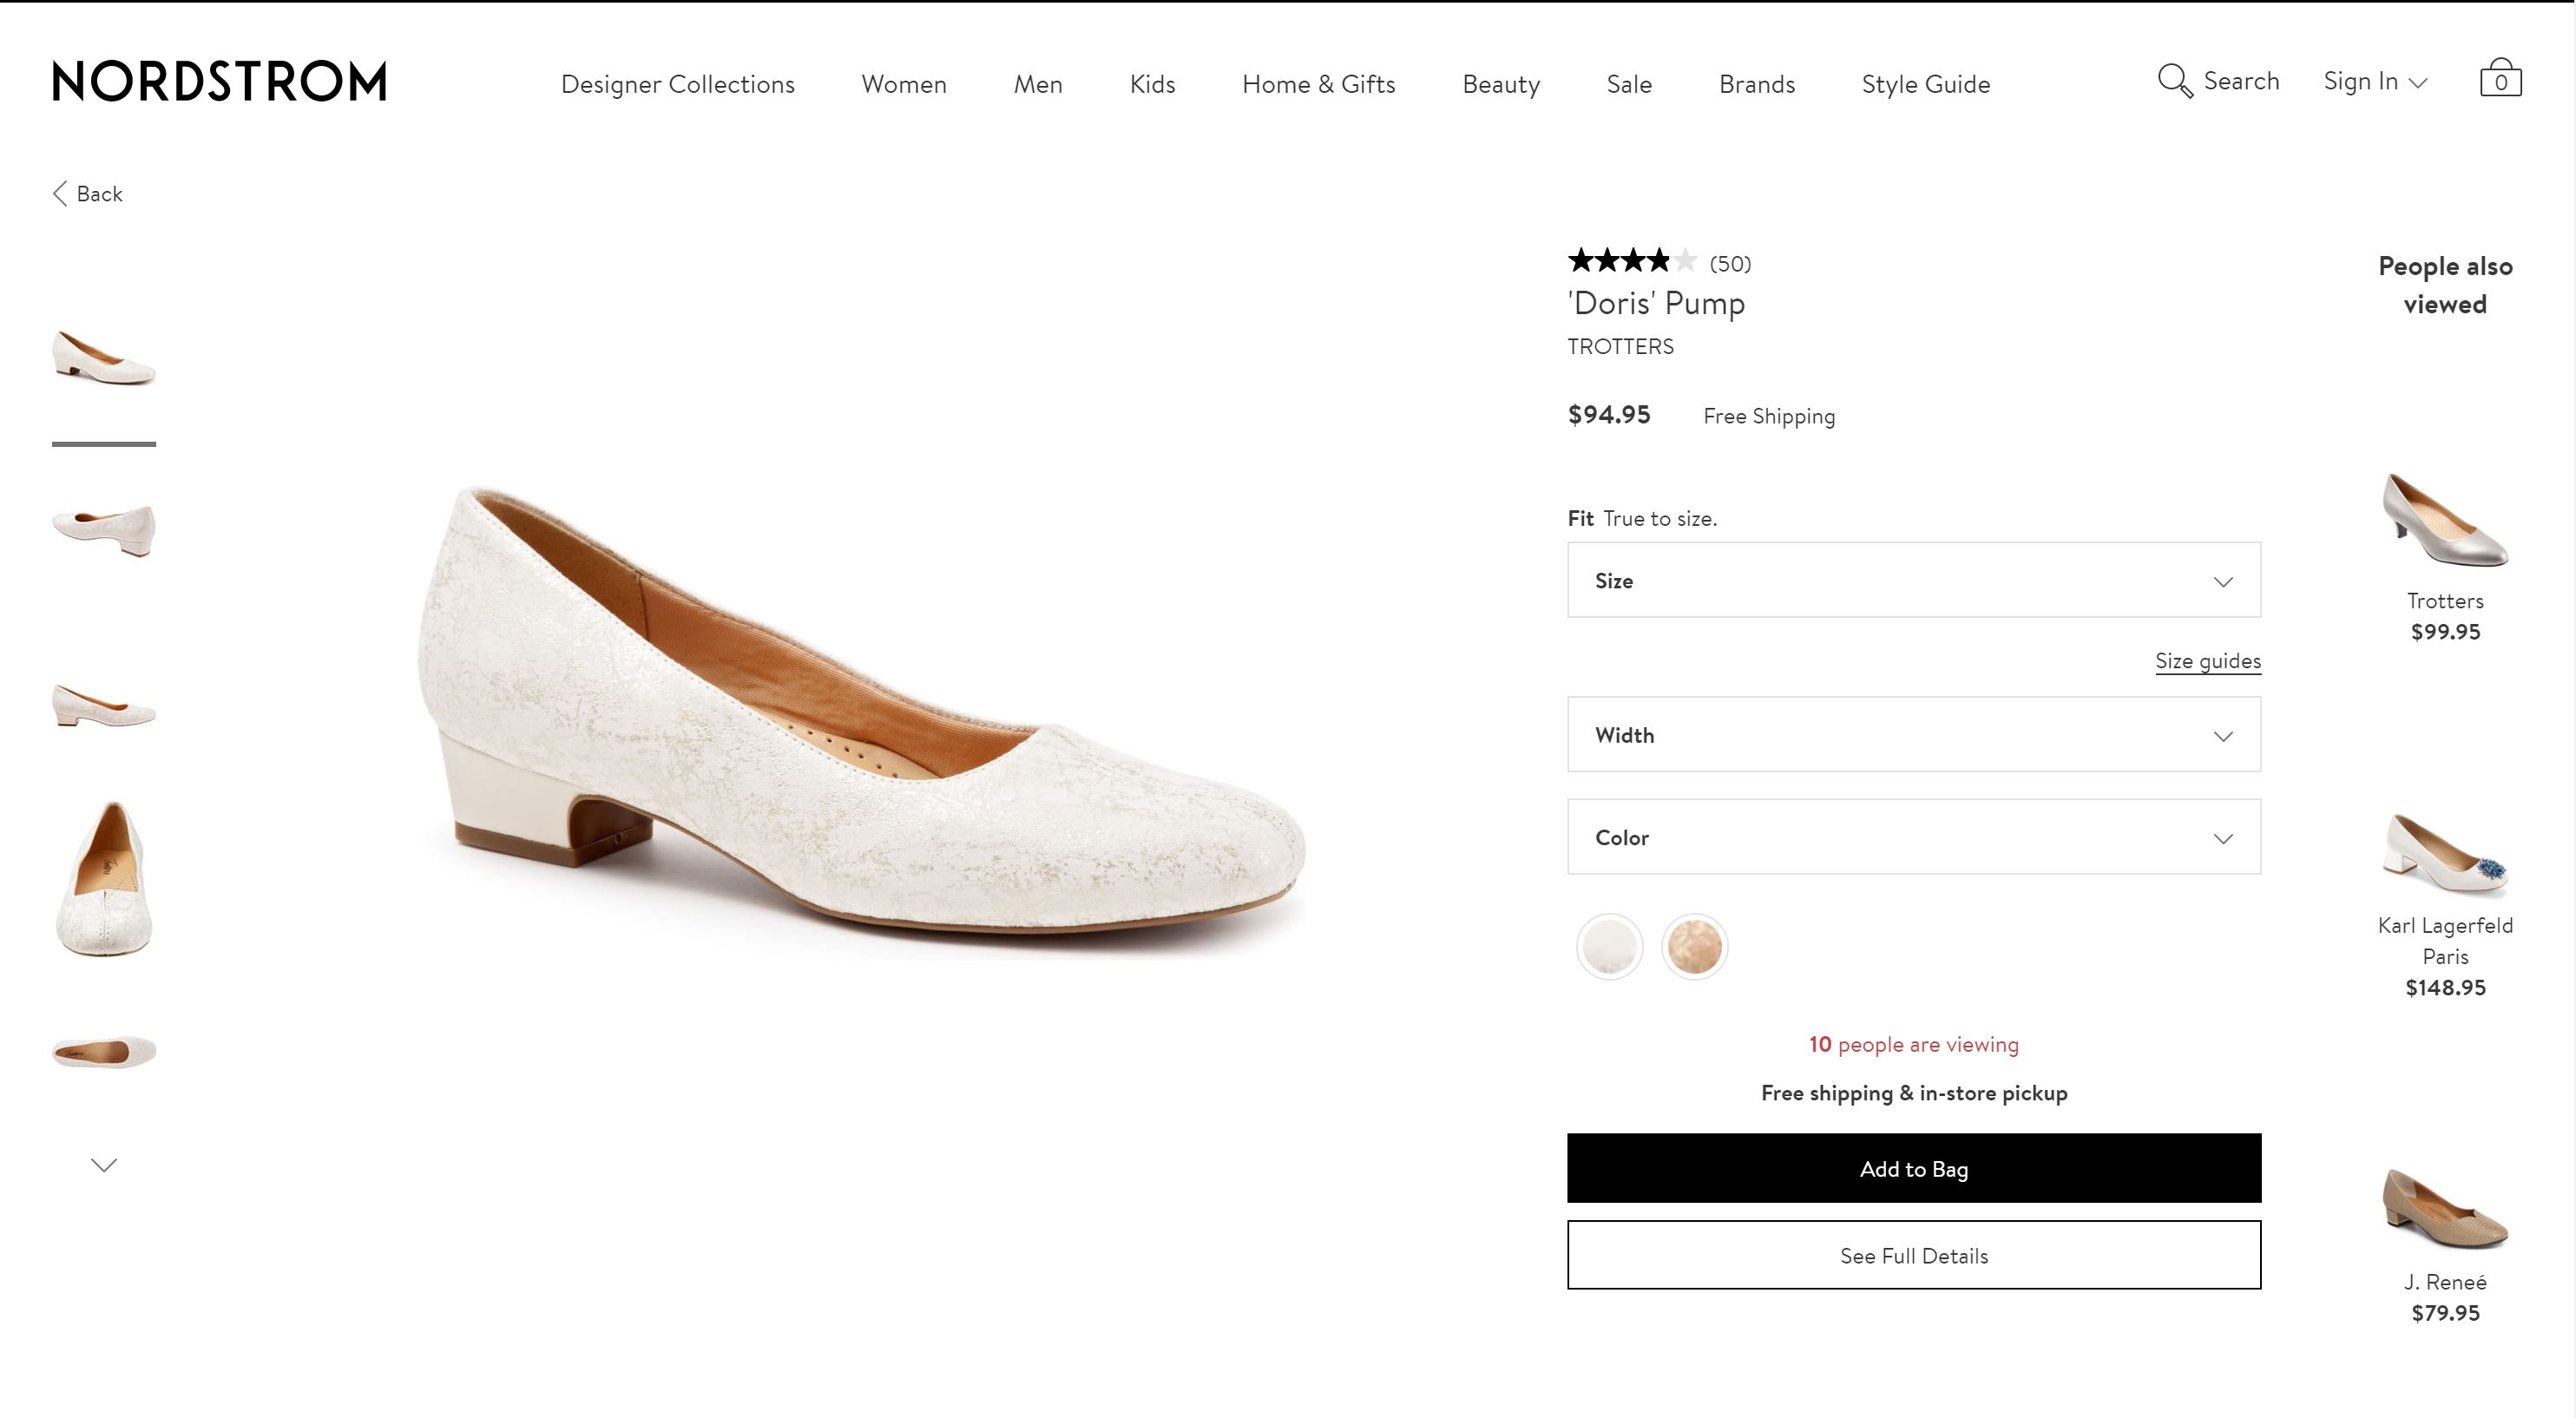 NORDSTROM
Designer Collections
Women
Men
Kids
Home & Gifts
Beauty
Sale
Brands
Style Guide
Search
Sign In
0
Back
(50)
'Doris' Pump
TROTTERS
$94.95
Free Shipping
Fit True to size.
Size
Size guides
Width
Color
10 people are viewing
Free shipping & in-store pickup
Add to Bag
See Full Details
People also
viewed
Trotters
$99.95
Karl Lagerfeld
Paris
$148.95
J. Reneé
$79.95